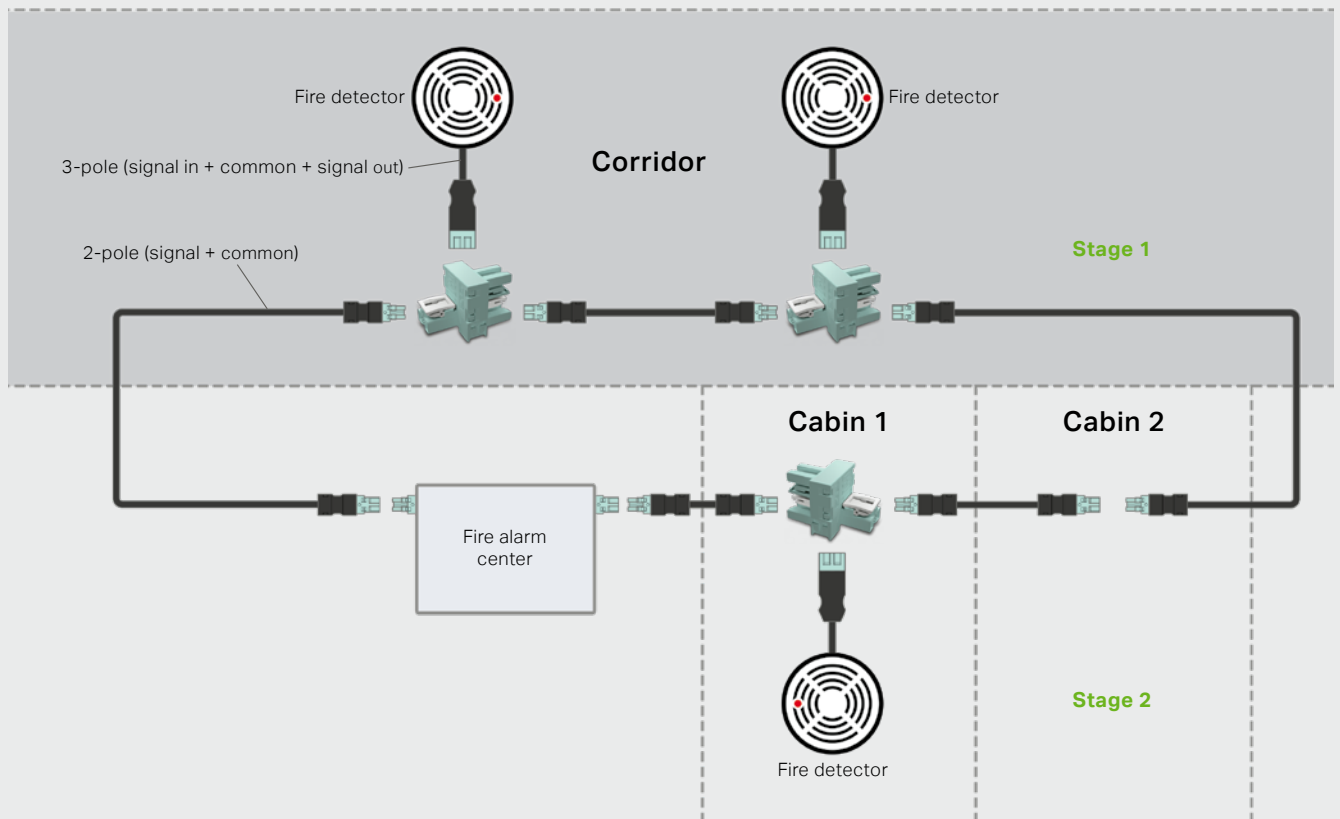 Fire detector
Fire detector
3-pole (signal in + common + signal out)
Corridor
2-pole (signal + common)
Stage 1
Cabin 1
Cabin 2
Fire alarm
center
Stage 2
Fire detector